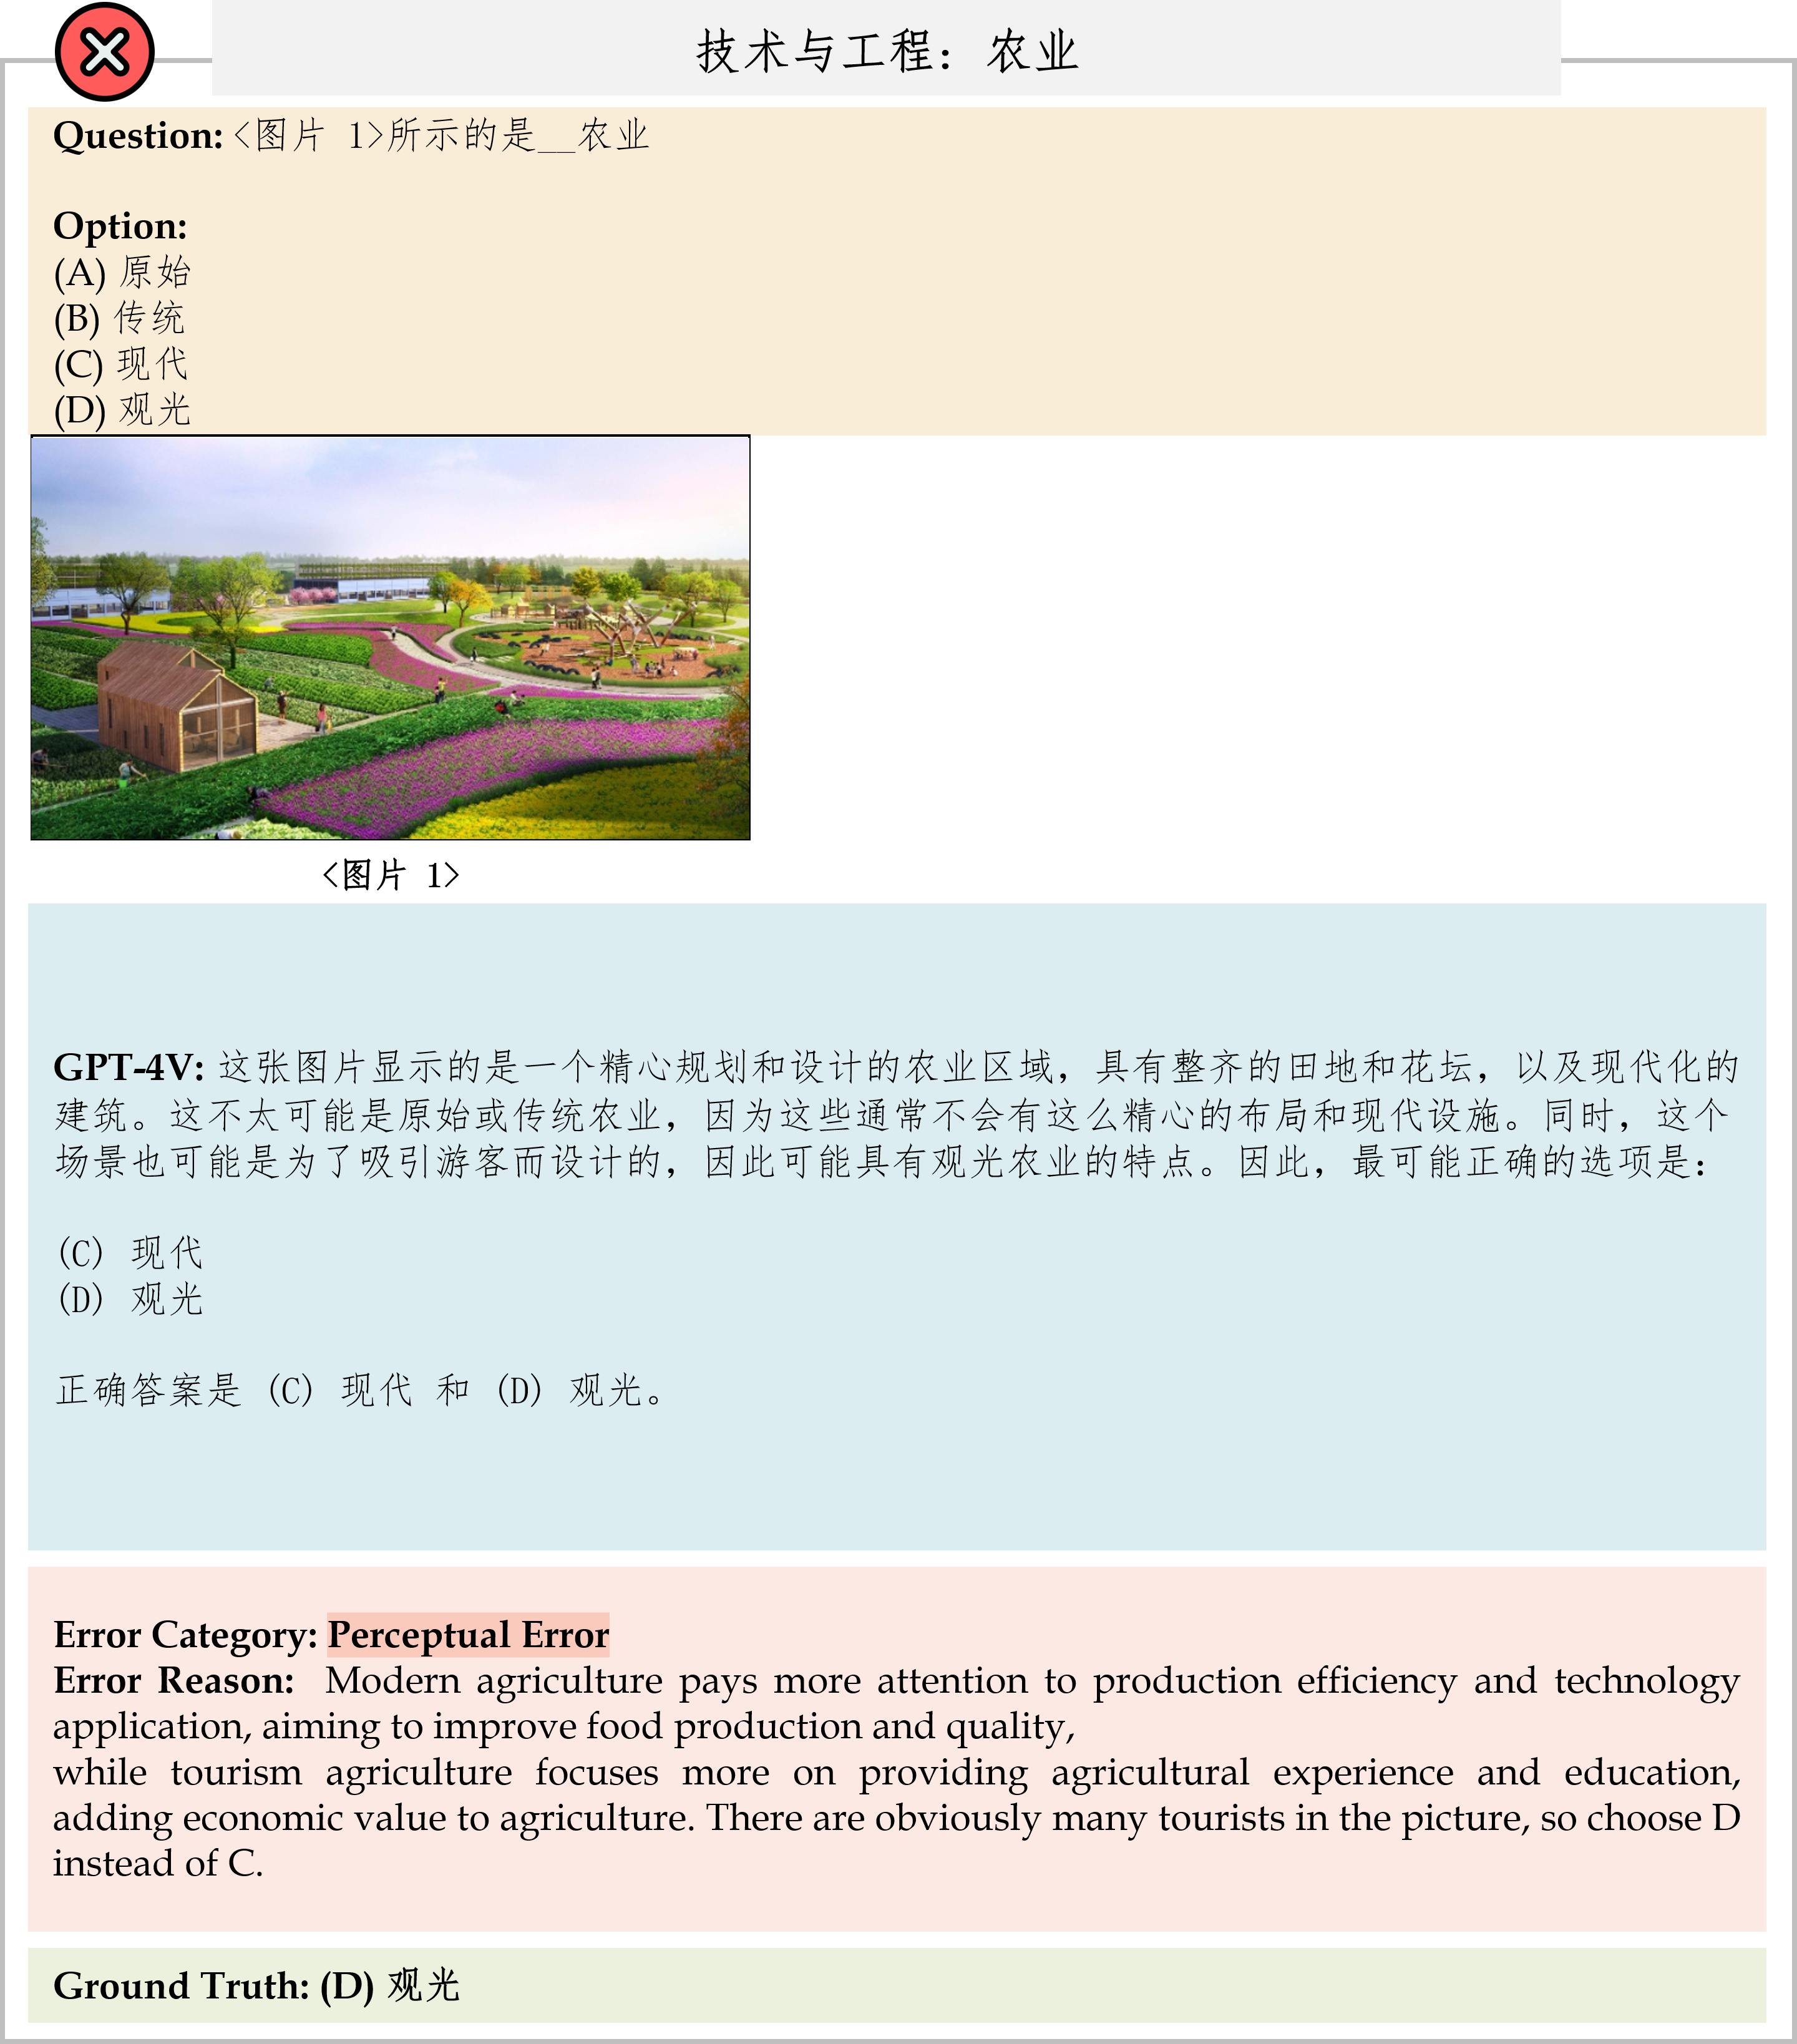 技术与工程：农业
Question: <图片 1>所示的是__农业
Option:
(A) 原始
(B) 传统
(C) 现代
(D) 观光
<图片 1>
GPT-4V: 这张图片显示的是一个精心规划和设计的农业区域，具有整齐的田地和花坛，以及现代化的
建筑。这不太可能是原始或传统农业，因为这些通常不会有这么精心的布局和现代设施。同时，这个
场景也可能是为了吸引游客而设计的，因此可能具有观光农业的特点。因此，最可能正确的选项是：
(C) 现代
(D) 观光
正确答案是 (C) 现代 和 (D) 观光。
Error Category: Perceptual Error
Error Reason: Modern agriculture pays more attention to production efficiency and technology
application, aiming to improve food production and quality,
while tourism agriculture focuses more on providing agricultural experience and education,
adding economic value to agriculture. There are obviously many tourists in the picture, so choose D
instead of C.
Ground Truth: (D) 观光